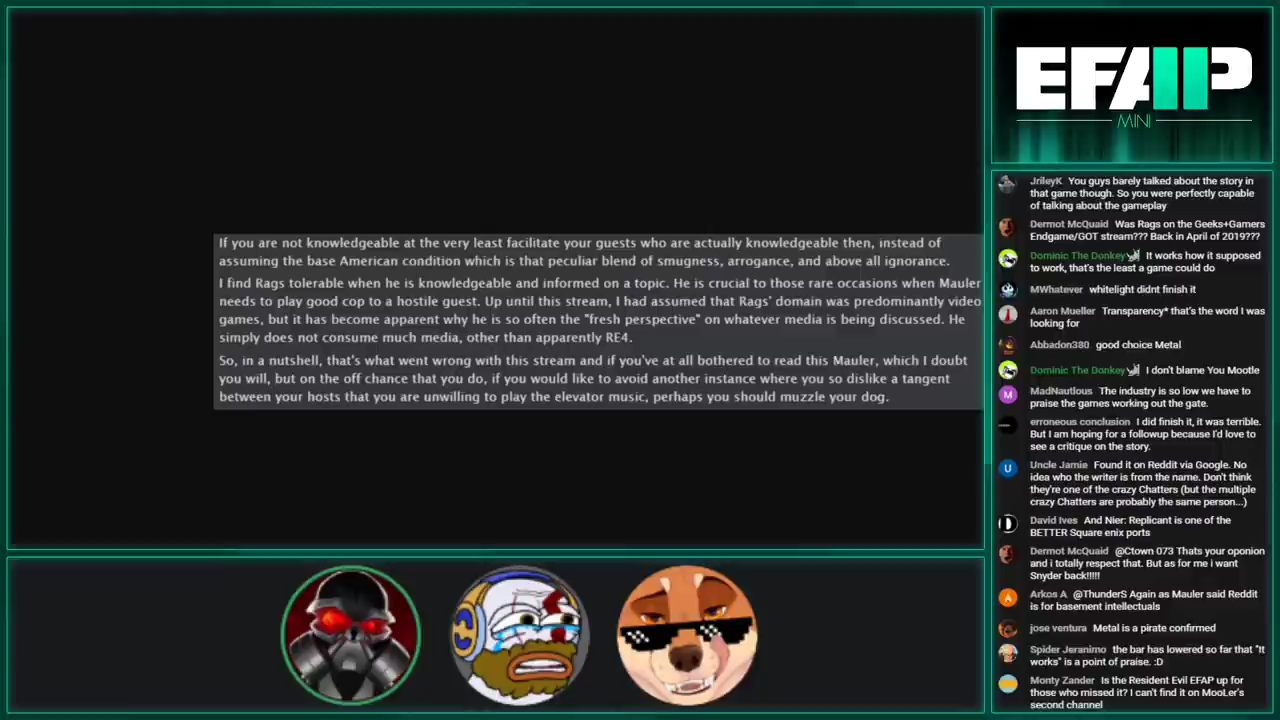 If you are not knowledgeable at the very least facilitate your guests who are actually knowledgeable then, instead of
assuming the base American condition which is that peculiar blend of smugness, arrogance, and above all ignorance.
I find Rags tolerable when he is knowledgeable and informed on a topic. He is crucial to those rare occasions when Mauler
needs to play good cop to a hostile guest. Up until this stream, I had assumed that Rags' domain was predominantly video
games, but it has become apparent why he is so often the "fresh perspective" on whatever media is being discussed. He
simply does not consume much media, other than apparently RE4.
So, in a nutshell, that's what went wrong with this stream and if you've at all bothered to read this Mauler, which I doubt
you will, but on the off chance that you do, if you would like to avoid another instance where you so dislike a tangent
between your hosts that you are unwilling to play the elevator music, perhaps you should muzzle your dog.
EFAP
MINI
JrileyK You guys barely talked about the story in
that game though. So you were perfectly capable
of talking about the gameplay
Dermot McQuaid Was Rags on the Geeks+Gamers
Endgame/GOT stream??? Back in April of 2019???
Dominic The Donkey It works how it supposed
to work, that's the least a game could do
MWhatever whitelight didnt finish it
Aaron Mueller Transparency* that's the word I was
looking for
Abbadon380 good choice Metal
Dominic The Donkey I don't blame You Mootle
MadNautlous The industry is so low we have to
praise the games working out the gate.
erroneous conclusion I did finish it, it was terrible.
But I am hoping for a followup because I'd love to
see a critique on the story.
U
Uncle Jamie Found it on Reddit via Google. No
idea who the writer is from the name. Don't think
they're one of the crazy Chatters (but the multiple
crazy Chatters are probably the same person...)
David Ives And Nier: Replicant is one of the
BETTER Square enix ports
Dermot McQuaid @Ctown 073 Thats your oponion
and i totally respect that. But as for me i want
Snyder back!!!!!
A
Arkos A @ThunderS Again as Mauler said Reddit
is for basement intellectuals
jose ventura Metal is a pirate confirmed
Spider Jeranimo the bar has lowered so far that "It
works" is a point of praise. :D
Monty Zander Is the Resident Evil EFAP up for
those who missed it? I can't find it on MooLer's
second channel